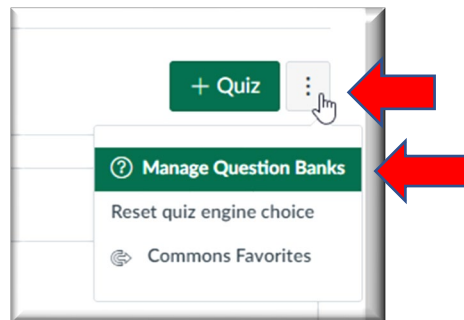 + Quiz
Manage Question Banks
Reset quiz engine choice
Commons Favorites